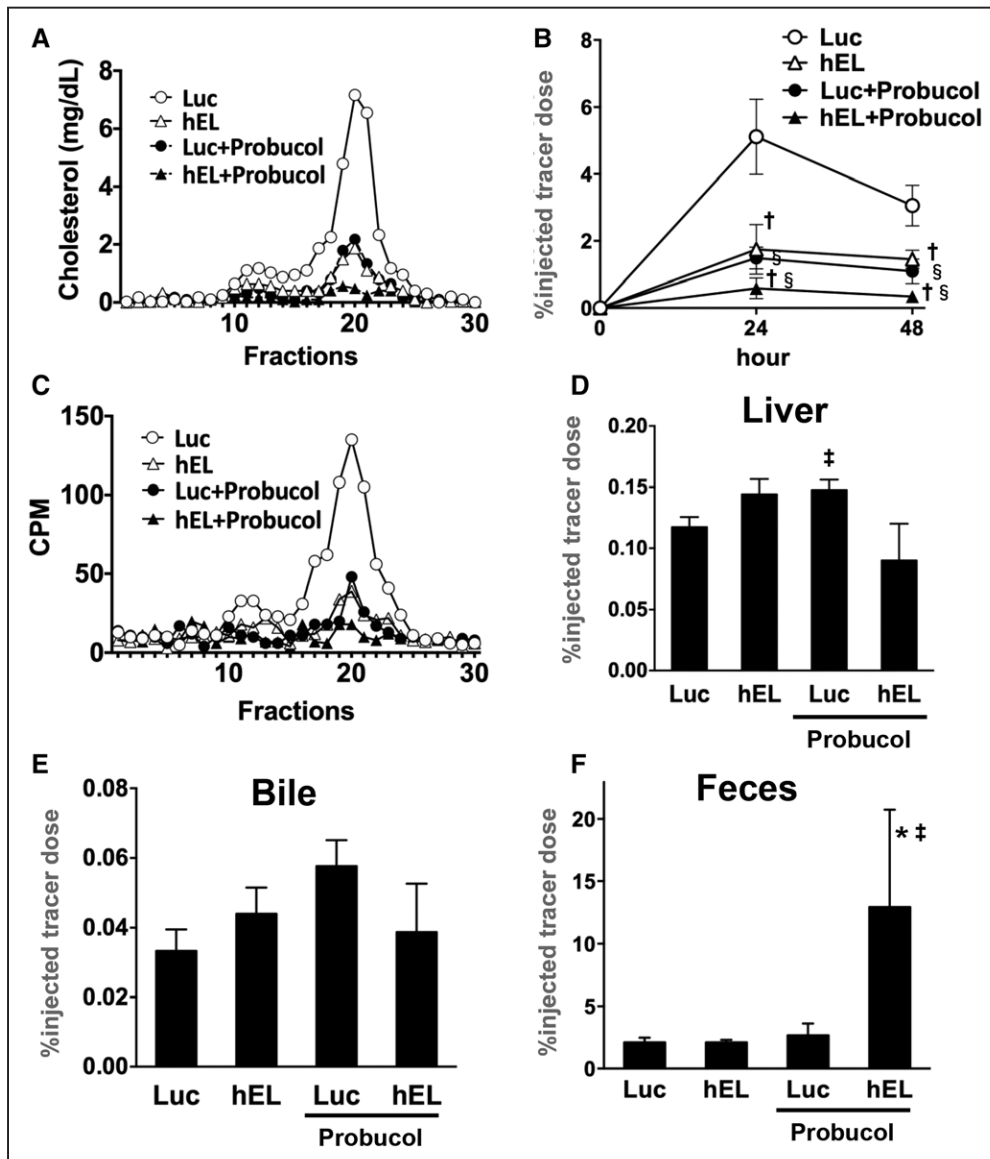 A
Cholesterol (mg/dL)
8
6
4
2
0
10
20
30
Fractions
Luc
hEL
Luc+Probucol
hEL+Probucol
B
%injected tracer dose
8
6
4
2
0
0
24
48
hour
Luc
hEL
Luc+Probucol
hEL+Probucol
†
§
† §
†
§
† §
C
CPM
150
100
50
0
10
20
30
Fractions
Luc
hEL
Luc+Probucol
hEL+Probucol
D
Liver
%injected tracer dose
0.20
0.15
0.10
0.05
0.00
‡
Luc hEL Luc hEL
Probucol
E
Bile
%injected tracer dose
0.08
0.06
0.04
0.02
0.00
Luc hEL Luc hEL
Probucol
F
Feces
%injected tracer dose
20
15
10
5
0
* ‡
Luc hEL Luc hEL
Probucol